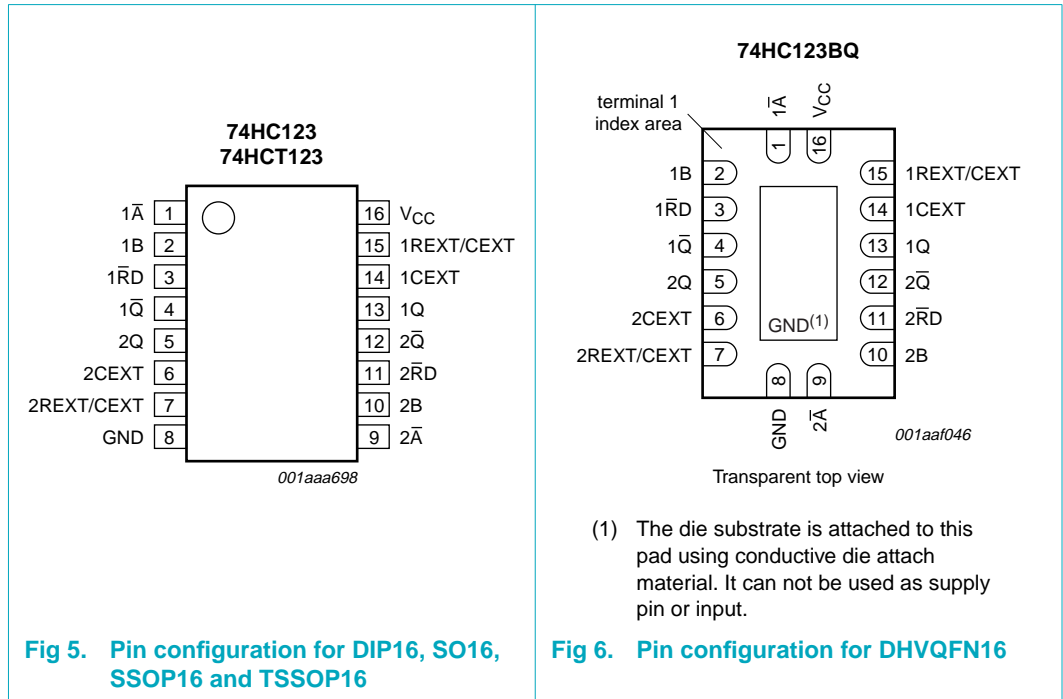 74HC123
74HCT123
1A̅ 1
1B 2
1R̅D 3
1Q̅ 4
2Q 5
2CEXT 6
2REXT/CEXT 7
GND 8
16 VCC
15 1REXT/CEXT
14 1CEXT
13 1Q
12 2Q̅
11 2R̅D
10 2B
9 2A̅
001aaa698
Fig 5. Pin configuration for DIP16, SO16,
SSOP16 and TSSOP16
74HC123BQ
terminal 1
index area
1A̅
VCC
1
16
1B 2
1R̅D 3
1Q̅ 4
2Q 5
2CEXT 6
2REXT/CEXT 7
15 1REXT/CEXT
14 1CEXT
13 1Q
12 2Q̅
11 2R̅D
10 2B
GND(1)
8
9
GND
2A̅
001aaf046
Transparent top view
(1) The die substrate is attached to this
pad using conductive die attach
material. It can not be used as supply
pin or input.
Fig 6. Pin configuration for DHVQFN16